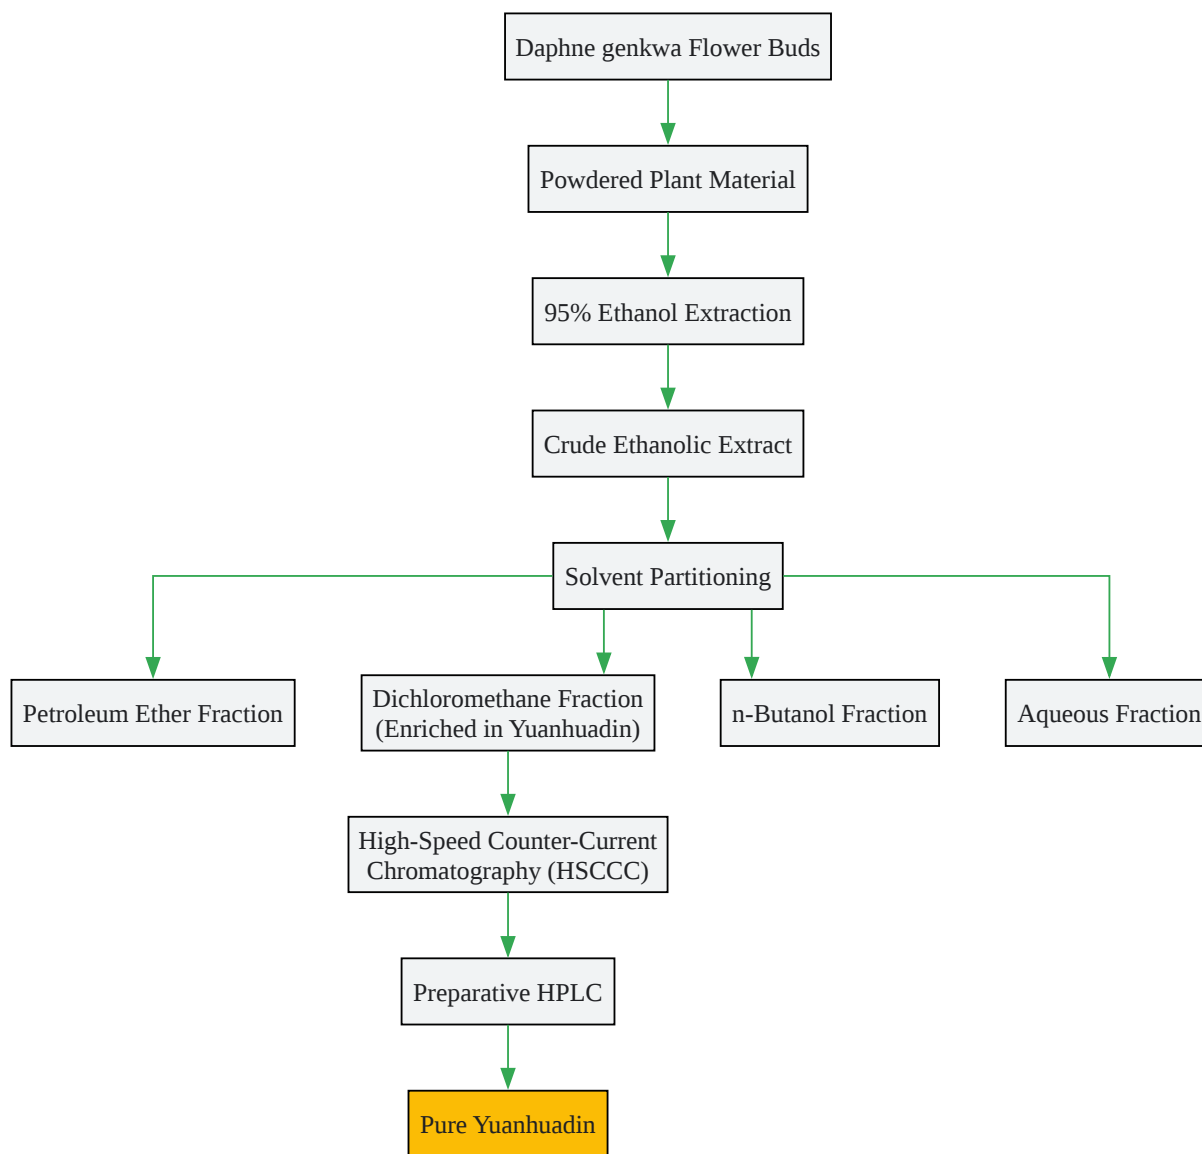 Daphne genkwa Flower Buds
Powdered Plant Material
95% Ethanol Extraction
Crude Ethanolic Extract
Solvent Partitioning
Petroleum Ether Fraction
Dichloromethane Fraction
(Enriched in Yuanhuadin)
n-Butanol Fraction
Aqueous Fraction
High-Speed Counter-Current
Chromatography (HSCCC)
Preparative HPLC
Pure Yuanhuadin